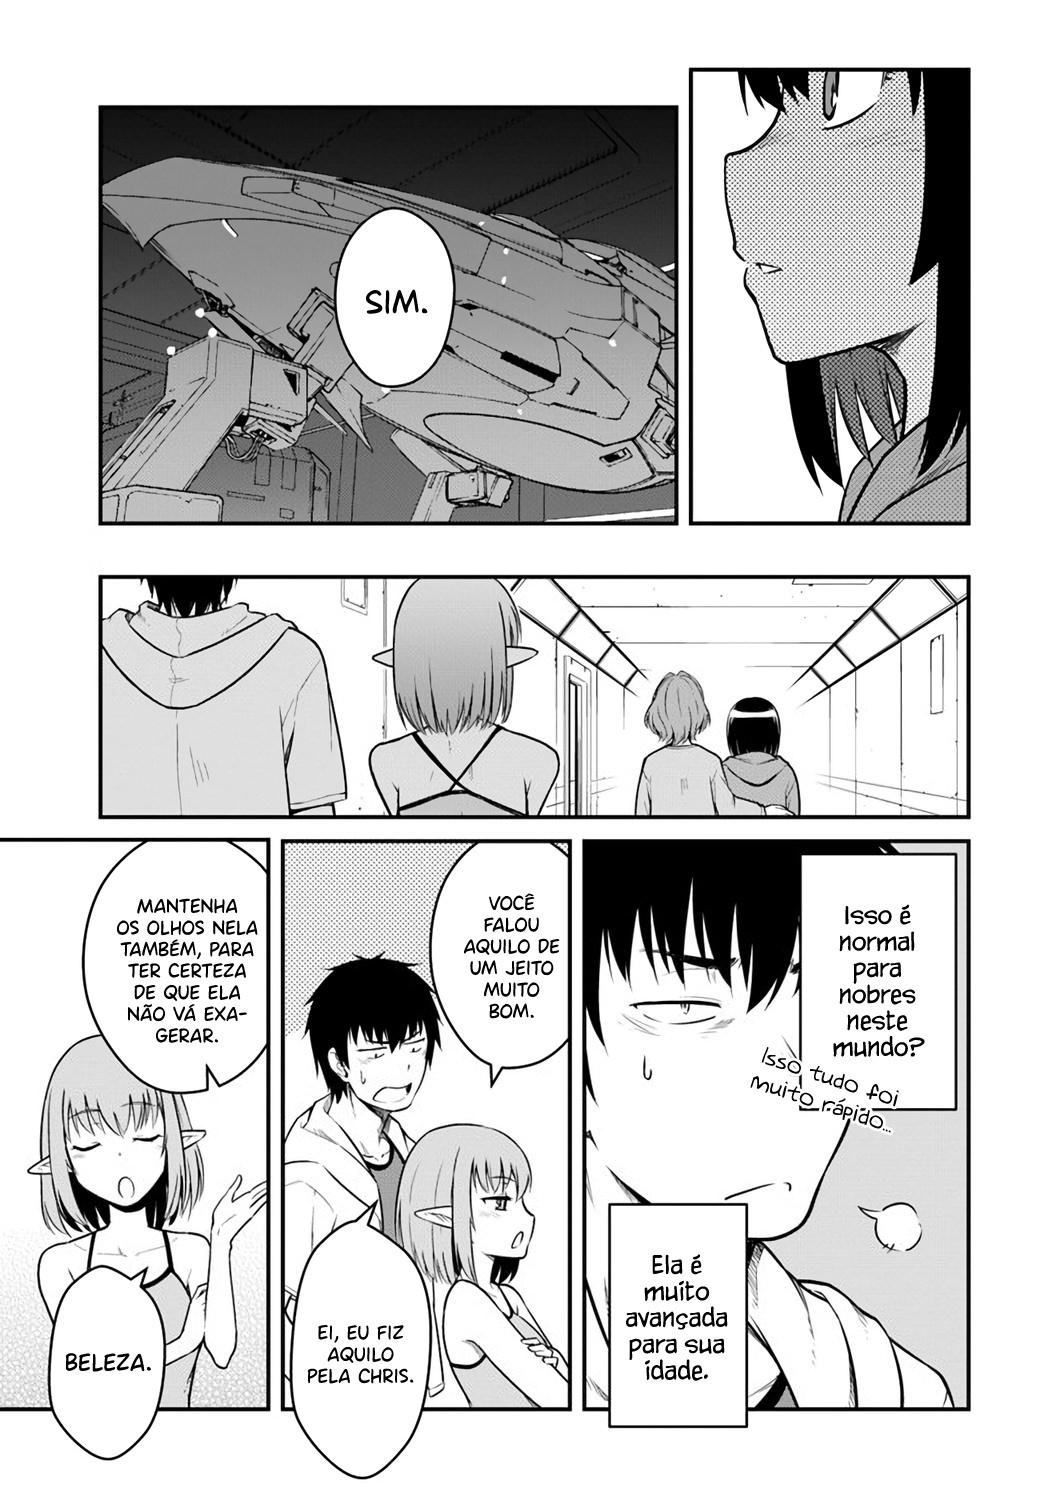 SIM.
Isso é
normal
para
nobres
neste
mundo?
Isso tudo foi
muito rápido...
Ela é
muito
avançada
para sua
idade.
VOCÊ
FALOU
AQUILO DE
UM JEITO
MUITO
BOM.
EI, EU FIZ
AQUILO
PELA CHRIS.
MANTENHA
OS OLHOS NELA
TAMBÉM, PARA
TER CERTEZA
DE QUE ELA
NÃO VÁ EXA-
GERAR.
BELEZA.